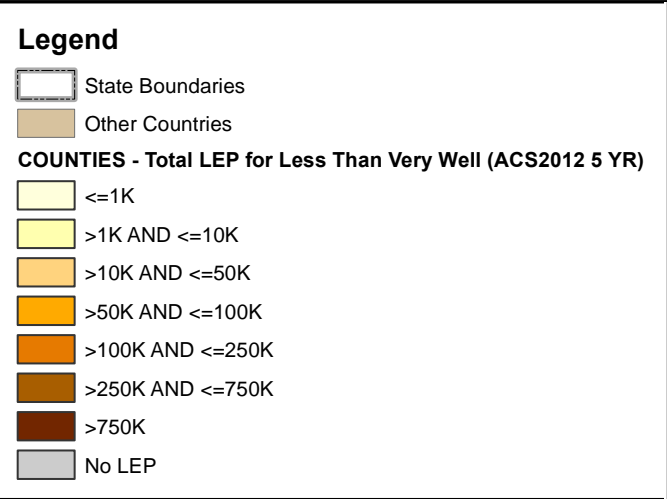 Legend
State Boundaries
Other Countries
COUNTIES - Total LEP for Less Than Very Well (ACS2012 5 YR)
<=1K
>1K AND <=10K
>10K AND <=50K
>50K AND <=100K
>100K AND <=250K
>250K AND <=750K
>750K
No LEP